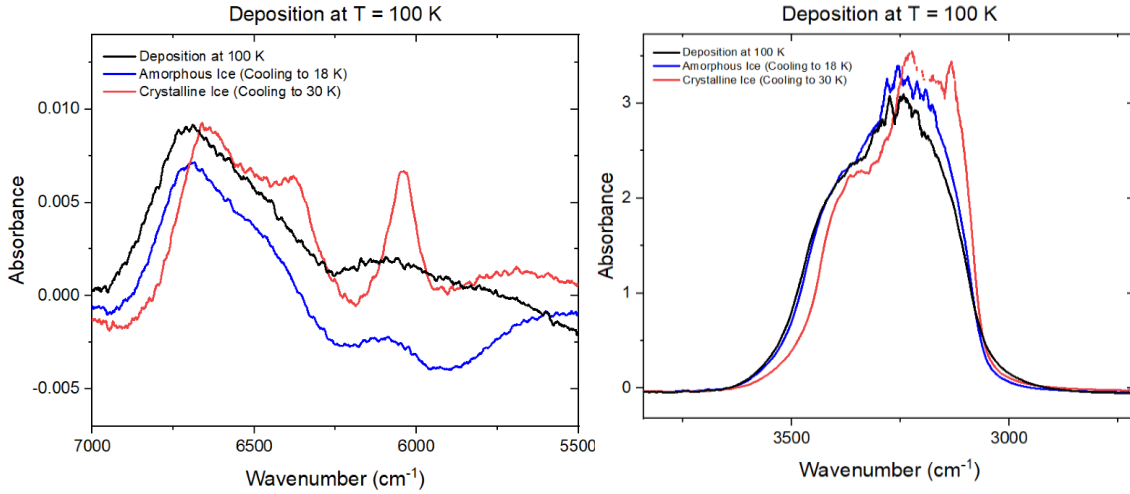 Deposition at T = 100 K
Deposition at 100 K
Amorphous Ice (Cooling to 18 K)
Crystalline Ice (Cooling to 30 K)
0.010
0.005
0.000
-0.005
Absorbance
7000 6500 6000 5500
Wavenumber (cm⁻¹)
Deposition at T = 100 K
Deposition at 100 K
Amorphous Ice (Cooling to 18 K)
Crystalline Ice (Cooling to 30 K)
3
2
1
0
Absorbance
3500 3000
Wavenumber (cm⁻¹)